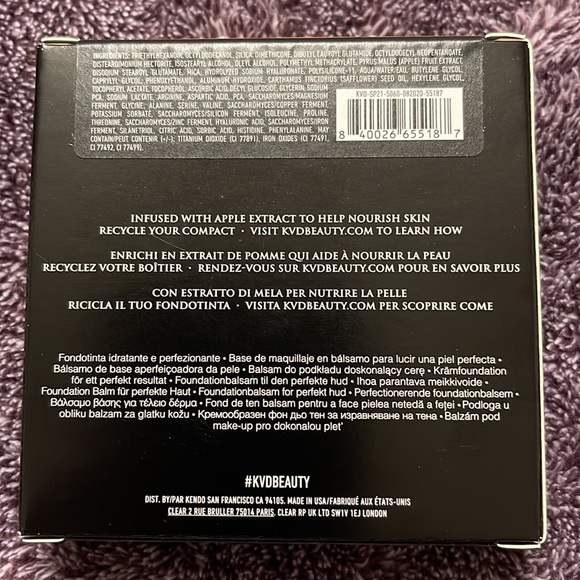 INGREDIENTS: TRIETHYLHEXANOIN, OCTYLDODECANOL, SILICA, DIMETHICONE, DIBUTYL LAUROYL GLUTAMIDE, OCTYLDODECYL NEOPENTANOATE,
DISTEARDIMONIUM HECTORITE, ISOSTEARYL ALCOHOL, OLEYL ALCOHOL, POLYMETHYL METHACRYLATE, PYRUS MALUS (APPLE) FRUIT EXTRACT,
DISODIUM STEAROYL GLUTAMATE, MICA, HYDROLYZED SODIUM HYALURONATE, POLYSILICONE-11, AQUA/WATER/EAU, BUTYLENE GLYCOL,
CAPRYLYL GLYCOL, PHENOXYETHANOL, ALUMINUM HYDROXIDE, CARTHAMUS TINCTORIUS (SAFFLOWER) SEED OIL, HEXYLENE GLYCOL,
TOCOPHERYL ACETATE, TOCOPHEROL, ASCORBIC ACID, DECYL GLUCOSIDE, GLYCERIN, SODIUM
PCA, SODIUM LACTATE, ARGININE, ASPARTIC ACID, PCA, SACCHAROMYCES/MAGNESIUM
FERMENT, GLYCINE, ALANINE, SERINE, VALINE, SACCHAROMYCES/COPPER FERMENT,
POTASSIUM SORBATE, SACCHAROMYCES/SILICON FERMENT, ISOLEUCINE, PROLINE,
THREONINE, SACCHAROMYCES/ZINC FERMENT, HYALURONIC ACID, SACCHAROMYCES/IRON
FERMENT, SILANETRIOL, CITRIC ACID, SORBIC ACID, HISTIDINE, PHENYLALANINE, MAY
CONTAIN/PEUT CONTENIR (+/-): TITANIUM DIOXIDE (CI 77891), IRON OXIDES (CI 77491,
CI 77492, CI 77499).
KVD-SP21-5060-082020-55187
8 40026 65518 7
INFUSED WITH APPLE EXTRACT TO HELP NOURISH SKIN
RECYCLE YOUR COMPACT • VISIT KVDBEAUTY.COM TO LEARN HOW
ENRICHI EN EXTRAIT DE POMME QUI AIDE À NOURRIR LA PEAU
RECYCLEZ VOTRE BOÎTIER • RENDEZ-VOUS SUR KVDBEAUTY.COM POUR EN SAVOIR PLUS
CON ESTRATTO DI MELA PER NUTRIRE LA PELLE
RICICLA IL TUO FONDOTINTA • VISITA KVDBEAUTY.COM PER SCOPRIRE COME
Fondotinta idratante e perfezionante • Base de maquillaje en bálsamo para lucir una piel perfecta •
Bálsamo de base aperfeiçoadora da pele • Balsam do podkładu doskonalący cerę • Krämfoundation
för ett perfekt resultat • Foundationbalsam til den perfekte hud • Ihoa parantava meikkivoide •
Foundation Balm für perfekte Haut • Foundationbalsam for perfekt hud • Perfectionerende foundationbalsem •
Βάλσαμο βάσης για τέλειο δέρμα • Fond de ten balsam pentru a face pielea netedă a feței • Podloga u
obliku balzam za glatku kožu • Кремообразен фон дьо тен за изравняване на тена • Balzám pod
make-up pro dokonalou pleť
#KVDBEAUTY
DIST. BY/PAR KENDO SAN FRANCISCO CA 94105. MADE IN USA/FABRIQUÉ AUX ÉTATS-UNIS
CLEAR 2 RUE BRULLER 75014 PARIS. CLEAR RP UK LTD SW1V 1EJ LONDON